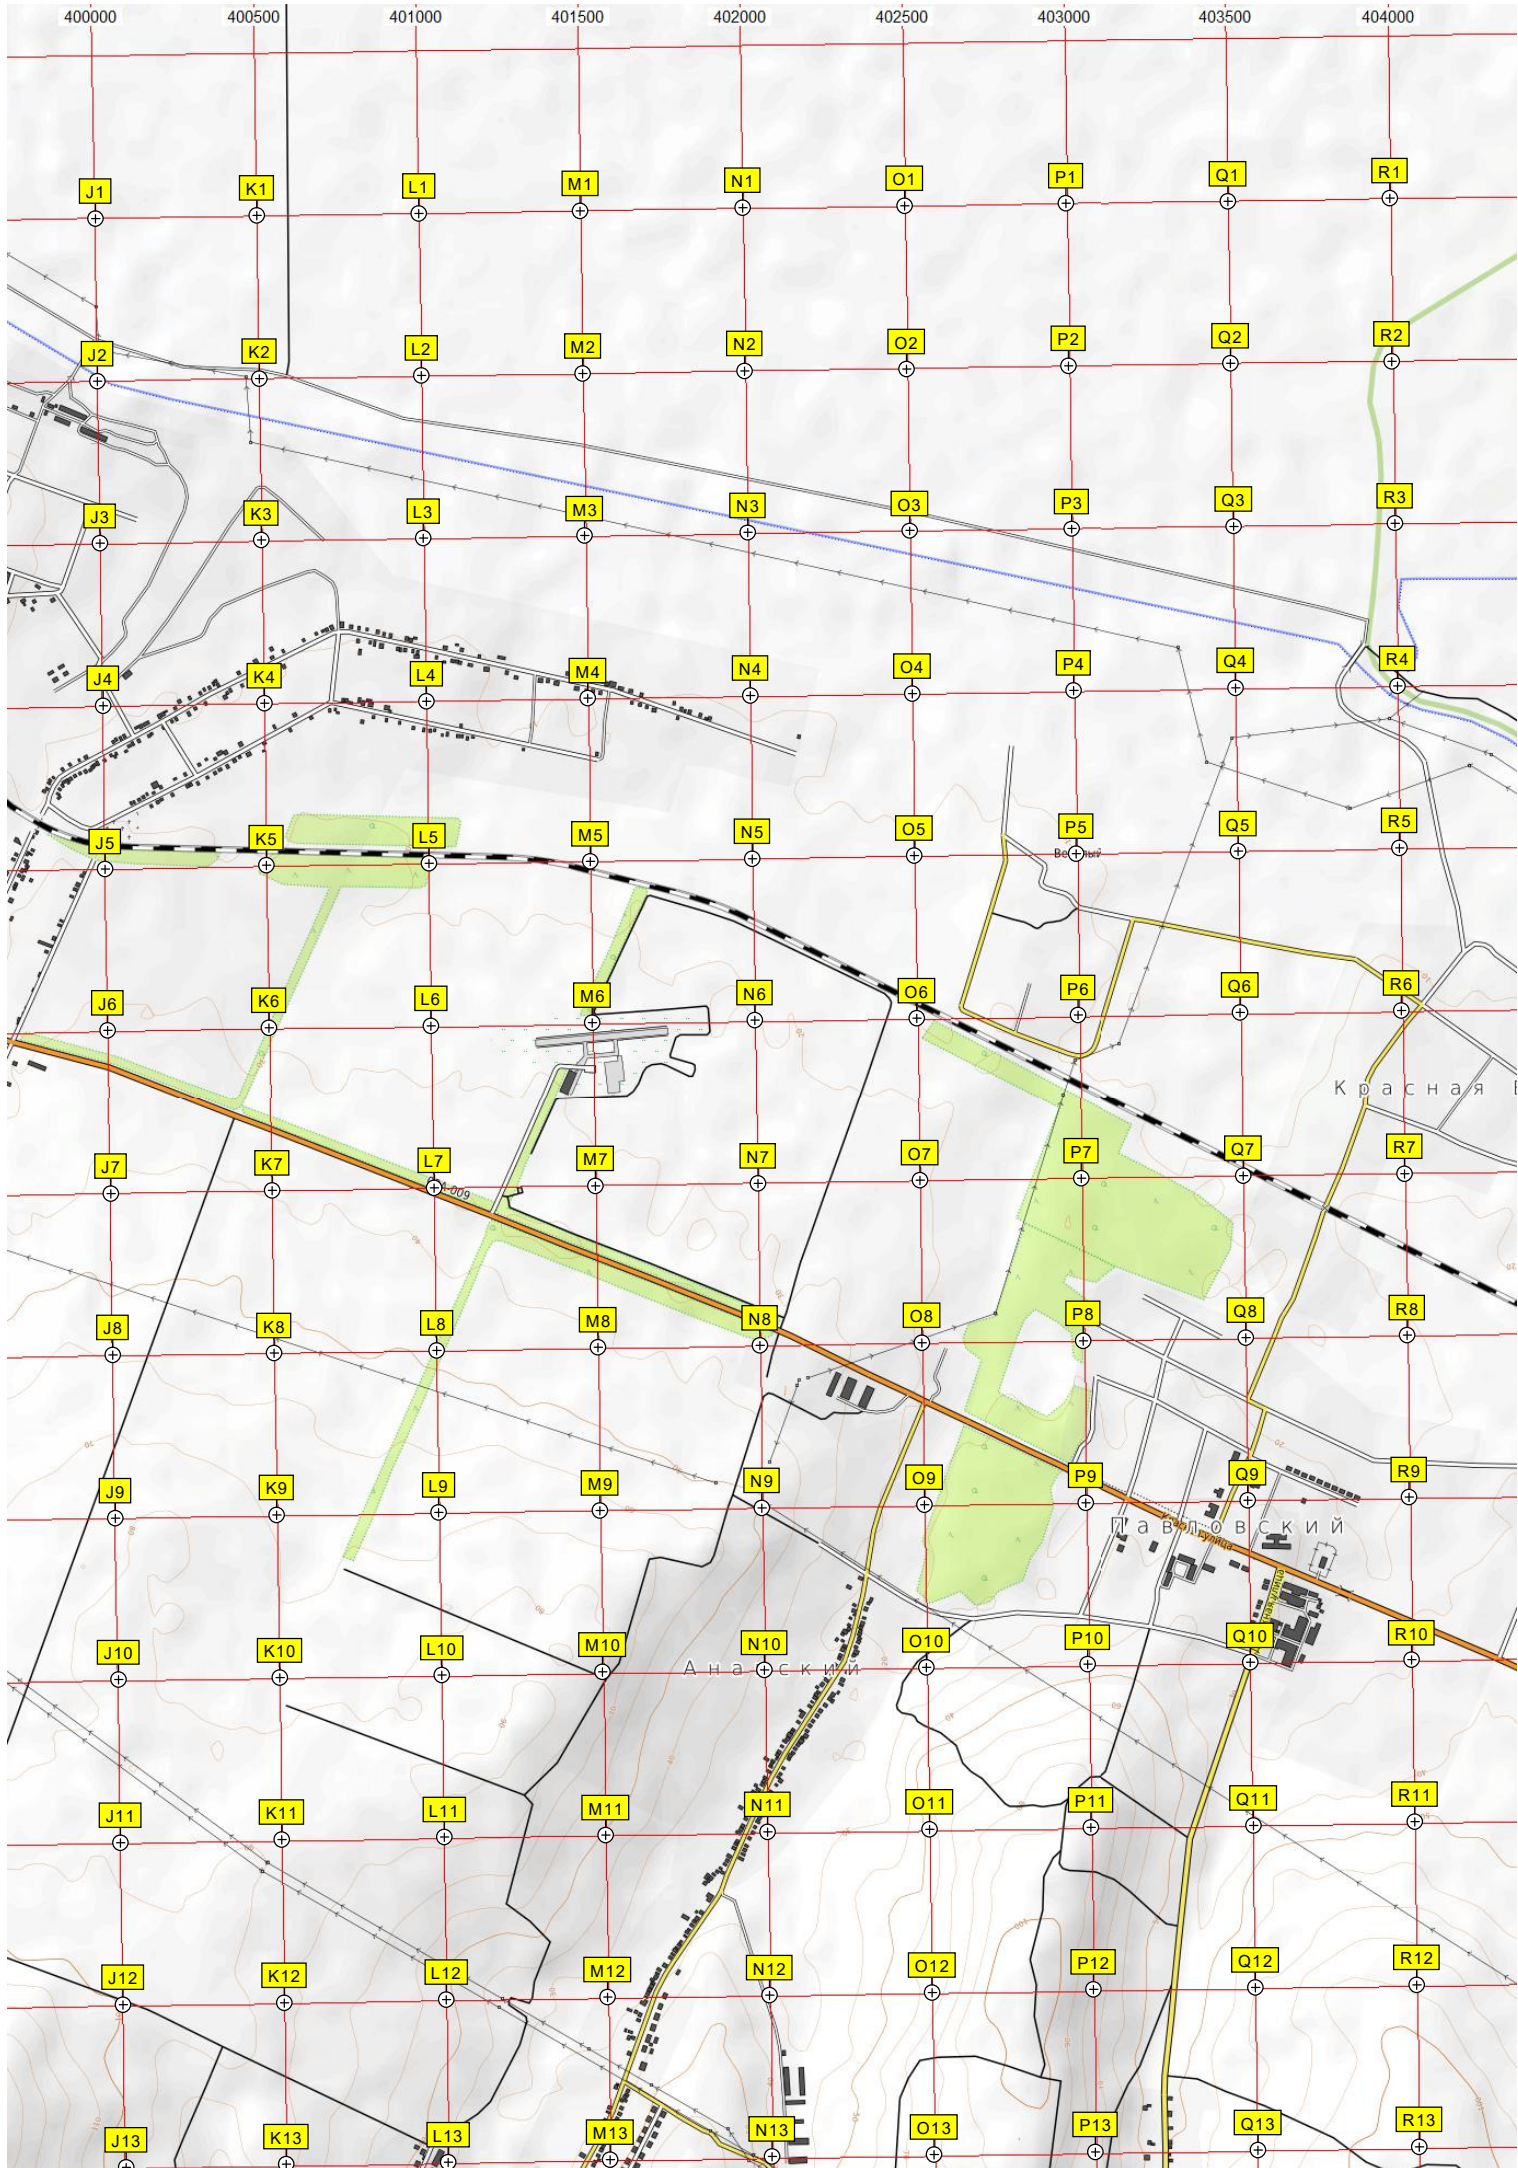 400000 400500 401000 401500 402000 402500 403000 403500 404000
J1 K1 L1 M1 N1 O1 P1 Q1 R1
J2 K2 L2 M2 N2 O2 P2 Q2 R2
J3 K3 L3 M3 N3 O3 P3 Q3 R3
J4 K4 L4 M4 N4 O4 P4 Q4 R4
J5 K5 L5 M5 N5 O5 P5 Q5 R5
J6 K6 L6 M6 N6 O6 P6 Q6 R6
Красная
J7 K7 L7 M7 N7 O7 P7 Q7 R7
J8 K8 L8 M8 N8 O8 P8 Q8 R8
J9 K9 L9 M9 N9 O9 P9 Q9 R9
Павловский
J10 K10 L10 M10 N10 O10 P10 Q10 R10
J11 K11 L11 M11 N11 O11 P11 Q11 R11
J12 K12 L12 M12 N12 O12 P12 Q12 R12
J13 K13 L13 M13 N13 O13 P13 Q13 R13